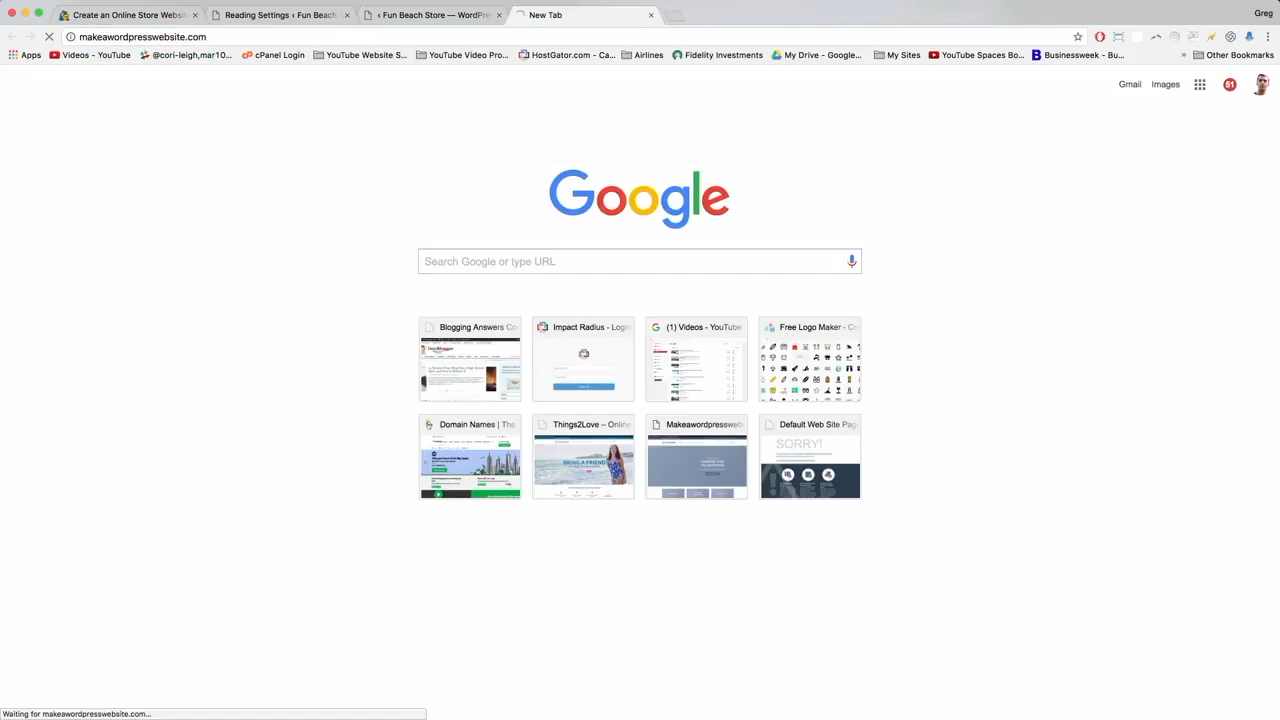 Create an Online Store Websit
Reading Settings ‹ Fun Beach
‹ Fun Beach Store — WordPre
New Tab
Greg
makeawordpresswebsite.com
Apps
Videos - YouTube
@cori-leigh,mar10...
cPanel Login
YouTube Website S...
YouTube Video Pro...
HostGator.com - Ca...
Airlines
Fidelity Investments
My Drive - Google...
My Sites
YouTube Spaces Bo...
Businessweek - Bu...
»
Other Bookmarks
Gmail
Images
51
Google
Search Google or type URL
Blogging Answers Co
Impact Radius - Login
(1) Videos - YouTube
Free Logo Maker - Cr
Domain Names | The
Things2Love – Online
Makeawordpressweb
Default Web Site Pag
BEING A FRIEND
SORRY!
Waiting for makeawordpresswebsite.com...